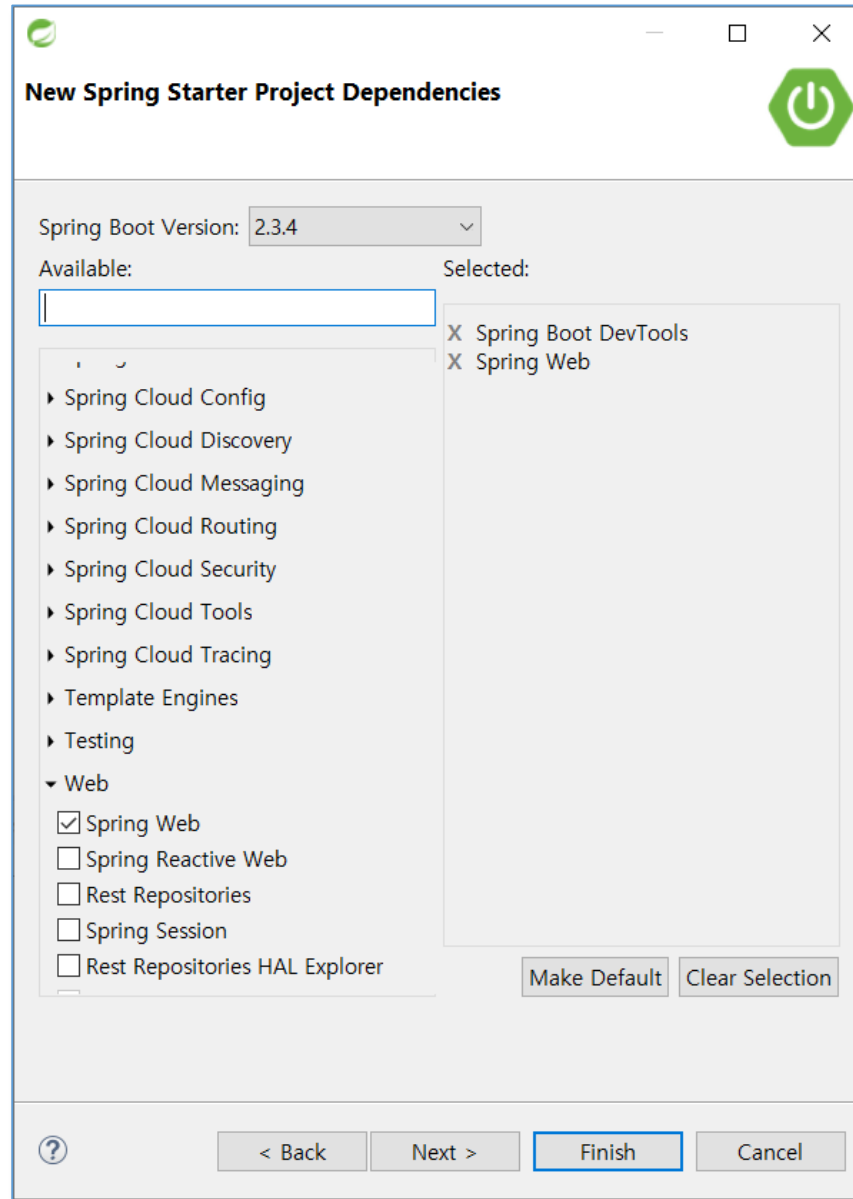 New Spring Starter Project Dependencies
Spring Boot Version: 2.3.4
Available:
Selected:
X Spring Boot DevTools
X Spring Web
Spring Cloud Config
Spring Cloud Discovery
Spring Cloud Messaging
Spring Cloud Routing
Spring Cloud Security
Spring Cloud Tools
Spring Cloud Tracing
Template Engines
Testing
Web
Spring Web
Spring Reactive Web
Rest Repositories
Spring Session
Rest Repositories HAL Explorer
Make Default Clear Selection
? < Back Next > Finish Cancel